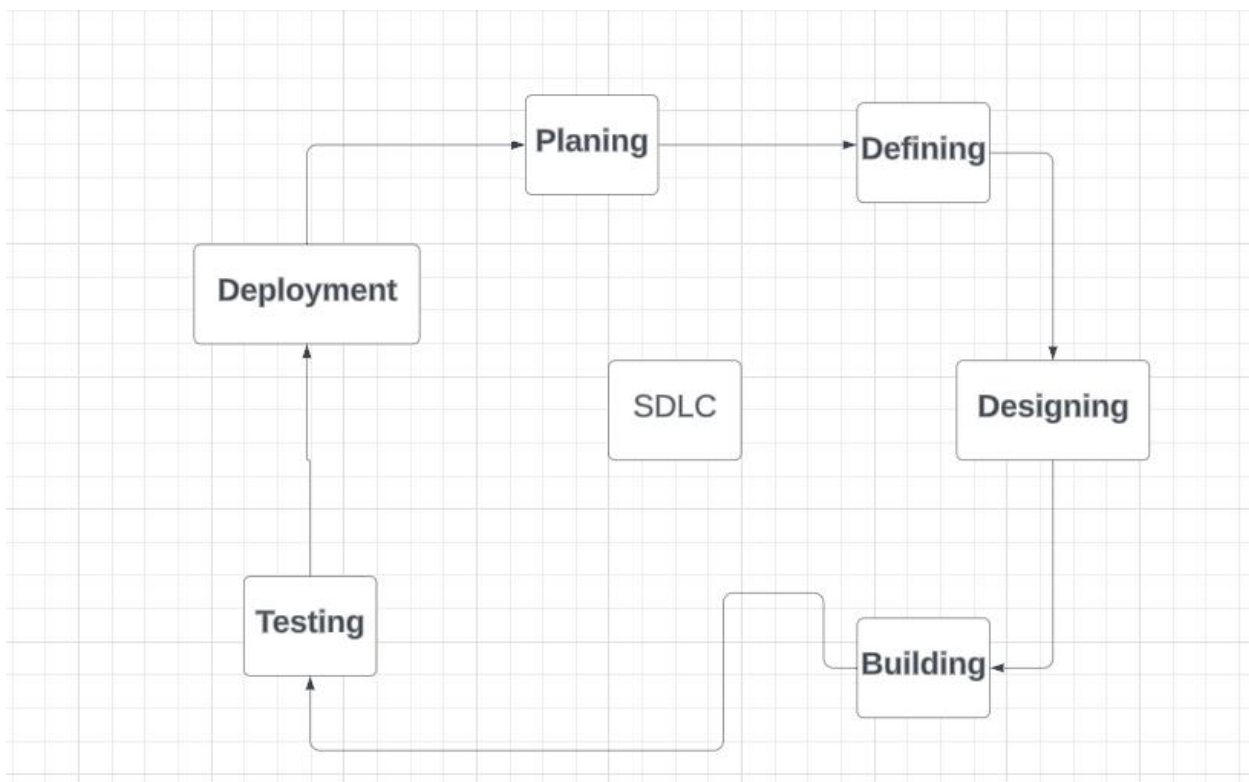 Planing
Defining
Deployment
SDLC
Designing
Testing
Building